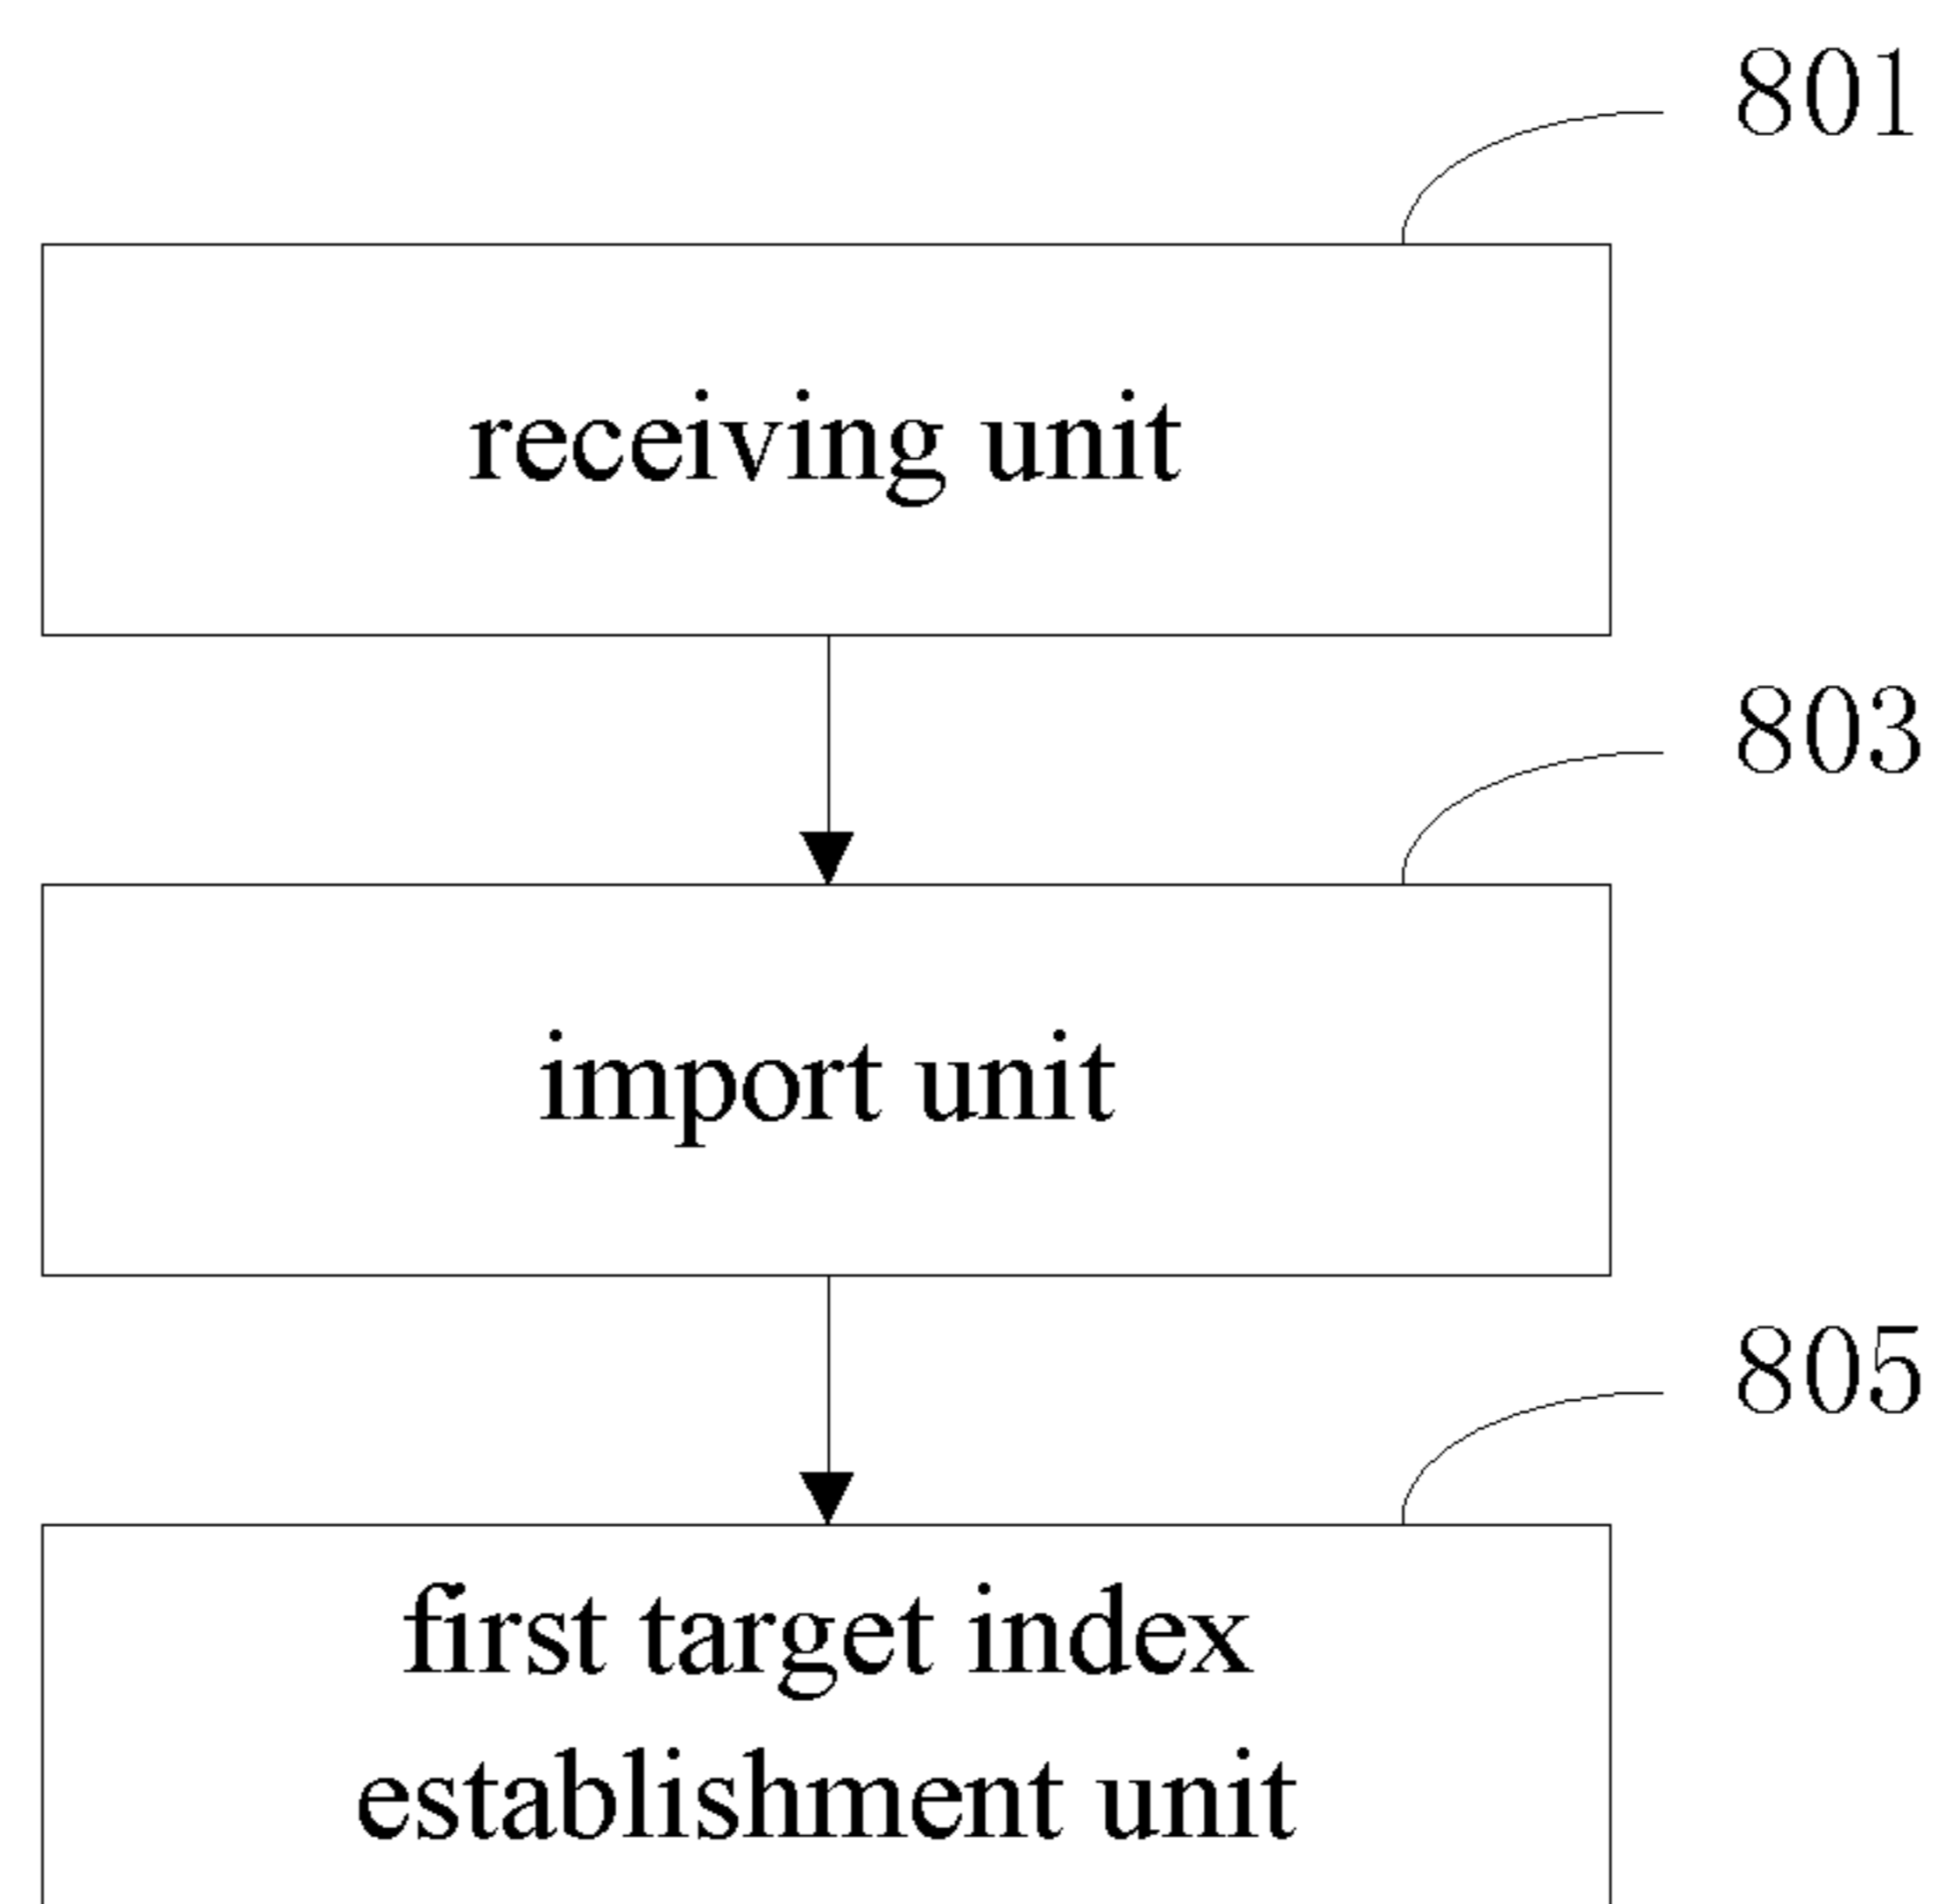 801
receiving unit
803
import unit
805
first target index
establishment unit